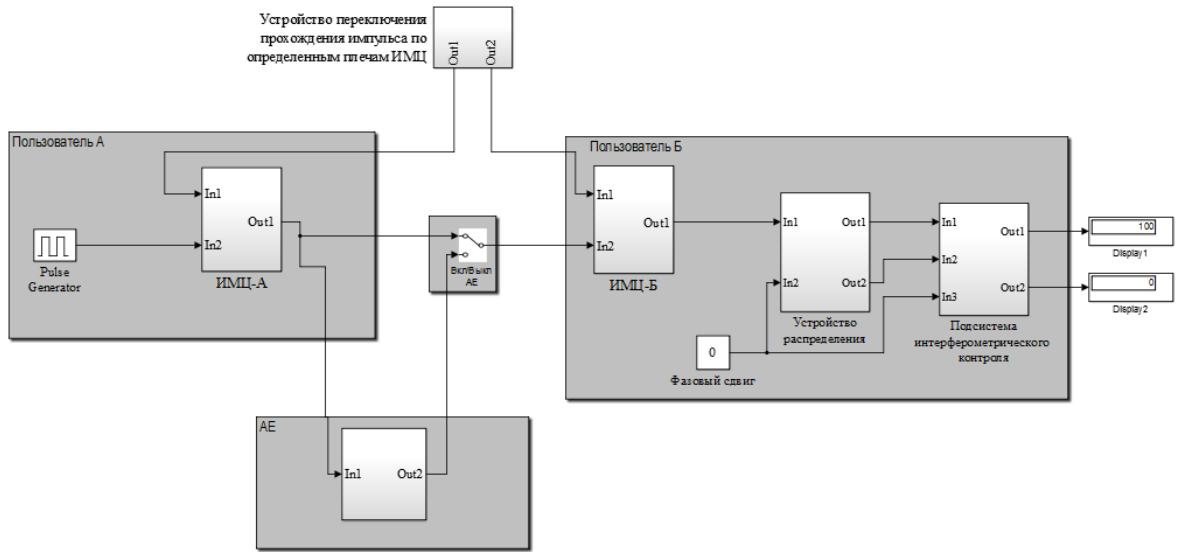 Устройство переключения
прохождения импульса по
определенным плечам ИМЦ
Out1
Out2
Пользователь А
In1
Out1
In2
ИМЦ-А
Pulse
Generator
Вкл/Выкл
АЕ
АЕ
In1
Out2
Пользователь Б
In1
Out1
In2
ИМЦ-Б
In1
Out1
In2
Out2
Устройство
распределения
0
Фазовый сдвиг
In1
Out1
In2
In3
Out2
Подсистема
интерферометрического
контроля
100
Display1
0
Display2